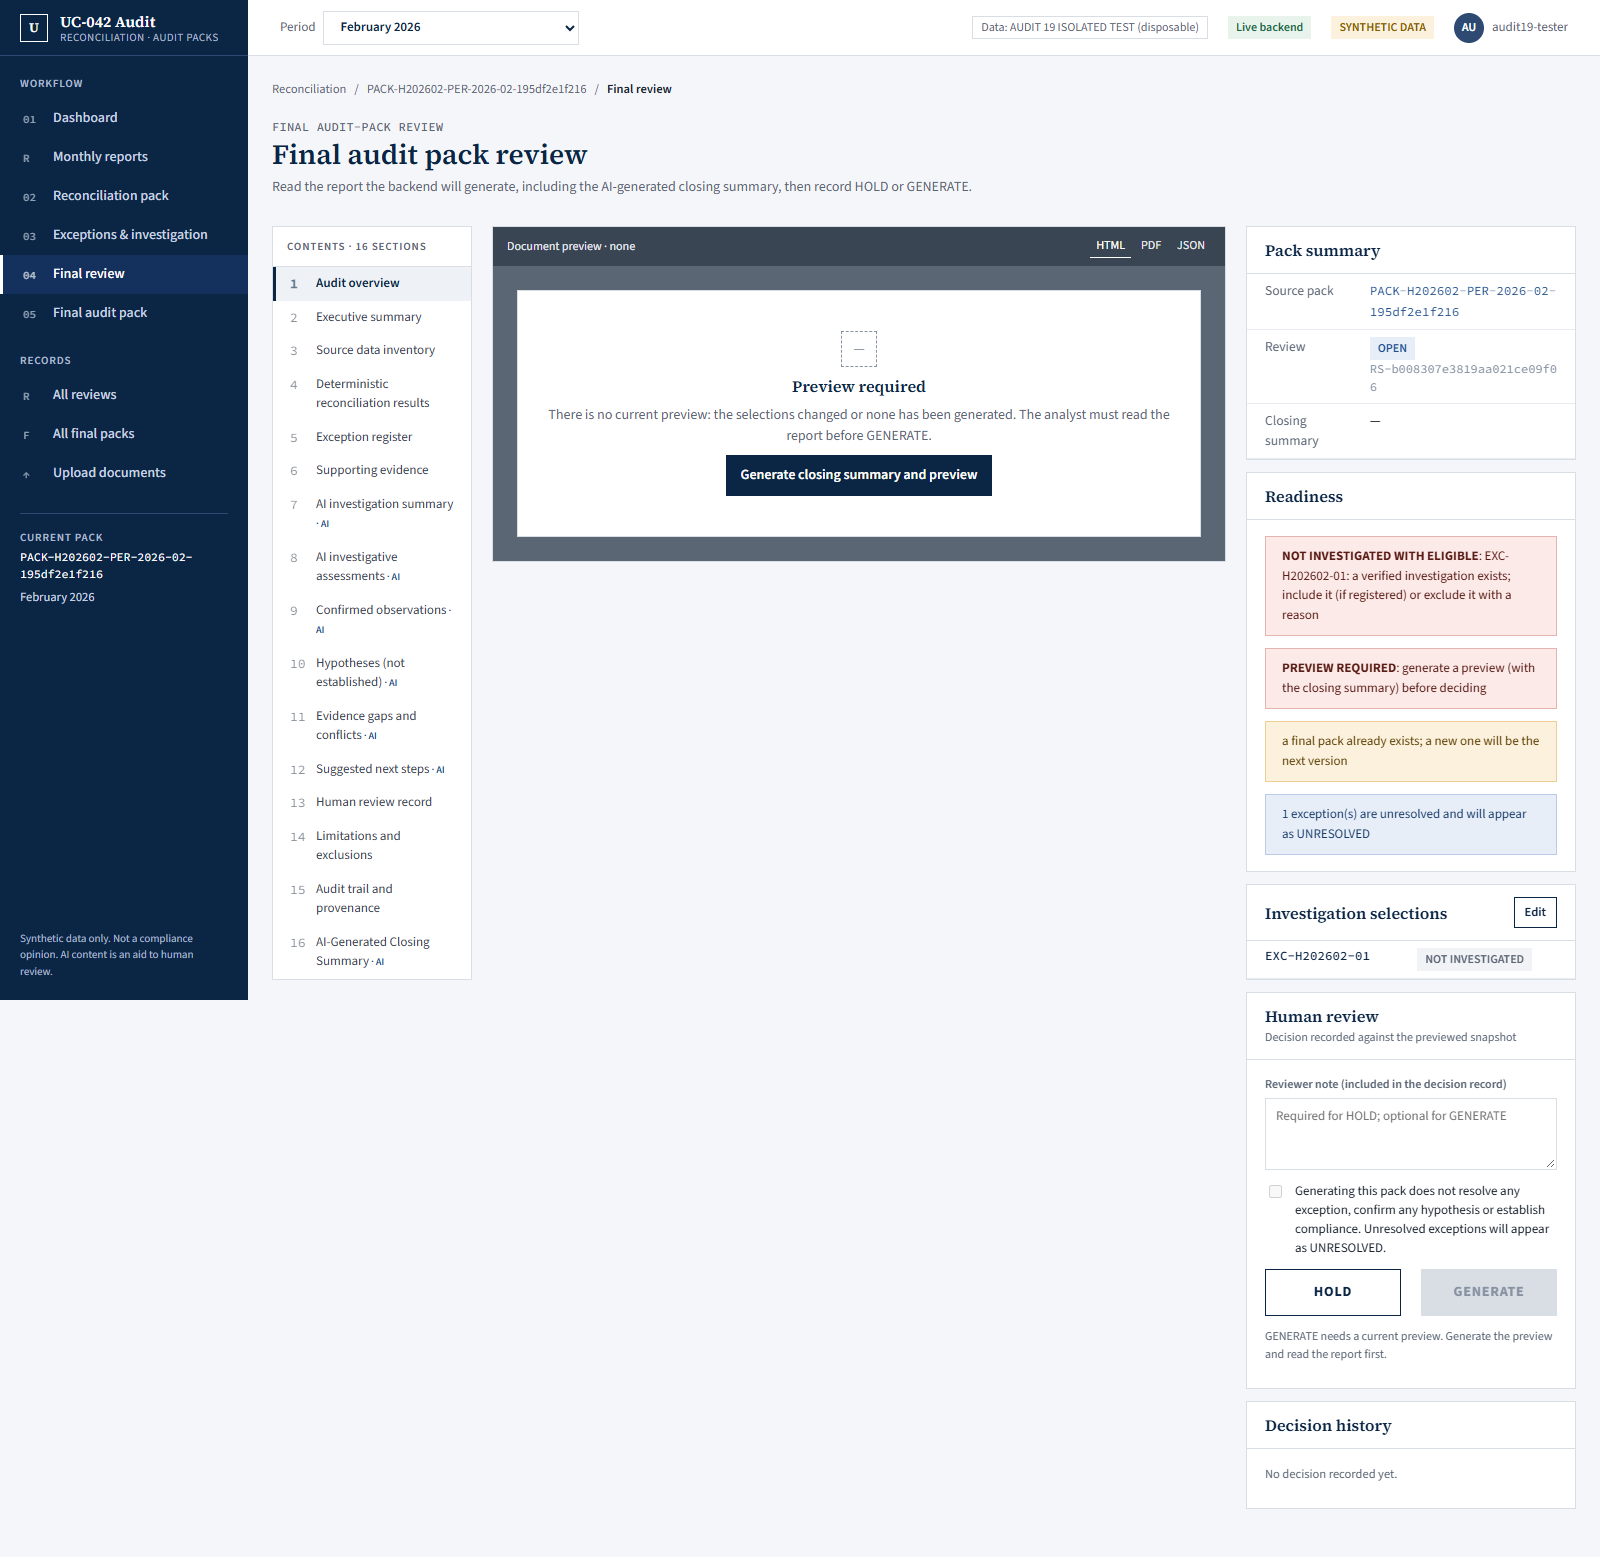 U
UC-042 Audit
RECONCILIATION · AUDIT PACKS
WORKFLOW
01 Dashboard
R Monthly reports
02 Reconciliation pack
03 Exceptions & investigation
04 Final review
05 Final audit pack
RECORDS
R All reviews
F All final packs
↑ Upload documents
CURRENT PACK
PACK-H202602-PER-2026-02-
195df2e1f216
February 2026
Synthetic data only. Not a compliance
opinion. AI content is an aid to human
review.
Period February 2026
Data: AUDIT 19 ISOLATED TEST (disposable)
Live backend
SYNTHETIC DATA
AU audit19-tester
Reconciliation / PACK-H202602-PER-2026-02-195df2e1f216 / Final review
FINAL AUDIT-PACK REVIEW
Final audit pack review
Read the report the backend will generate, including the AI-generated closing summary, then record HOLD or GENERATE.
CONTENTS · 16 SECTIONS
1 Audit overview
2 Executive summary
3 Source data inventory
4 Deterministic
reconciliation results
5 Exception register
6 Supporting evidence
7 AI investigation summary
· AI
8 AI investigative
assessments · AI
9 Confirmed observations ·
AI
10 Hypotheses (not
established) · AI
11 Evidence gaps and
conflicts · AI
12 Suggested next steps · AI
13 Human review record
14 Limitations and
exclusions
15 Audit trail and
provenance
16 AI-Generated Closing
Summary · AI
Document preview · none
HTML PDF JSON
—
Preview required
There is no current preview: the selections changed or none has been generated. The analyst must read the
report before GENERATE.
Generate closing summary and preview
Pack summary
Source pack PACK-H202602-PER-2026-02-
195df2e1f216
Review OPEN
RS-b008307e3819aa021ce09f0
6
Closing —
summary
Readiness
NOT INVESTIGATED WITH ELIGIBLE: EXC-
H202602-01: a verified investigation exists;
include it (if registered) or exclude it with a
reason
PREVIEW REQUIRED: generate a preview (with
the closing summary) before deciding
a final pack already exists; a new one will be the
next version
1 exception(s) are unresolved and will appear
as UNRESOLVED
Investigation selections Edit
EXC-H202602-01 NOT INVESTIGATED
Human review
Decision recorded against the previewed snapshot
Reviewer note (included in the decision record)
Required for HOLD; optional for GENERATE
Generating this pack does not resolve any
exception, confirm any hypothesis or establish
compliance. Unresolved exceptions will appear
as UNRESOLVED.
HOLD GENERATE
GENERATE needs a current preview. Generate the preview
and read the report first.
Decision history
No decision recorded yet.